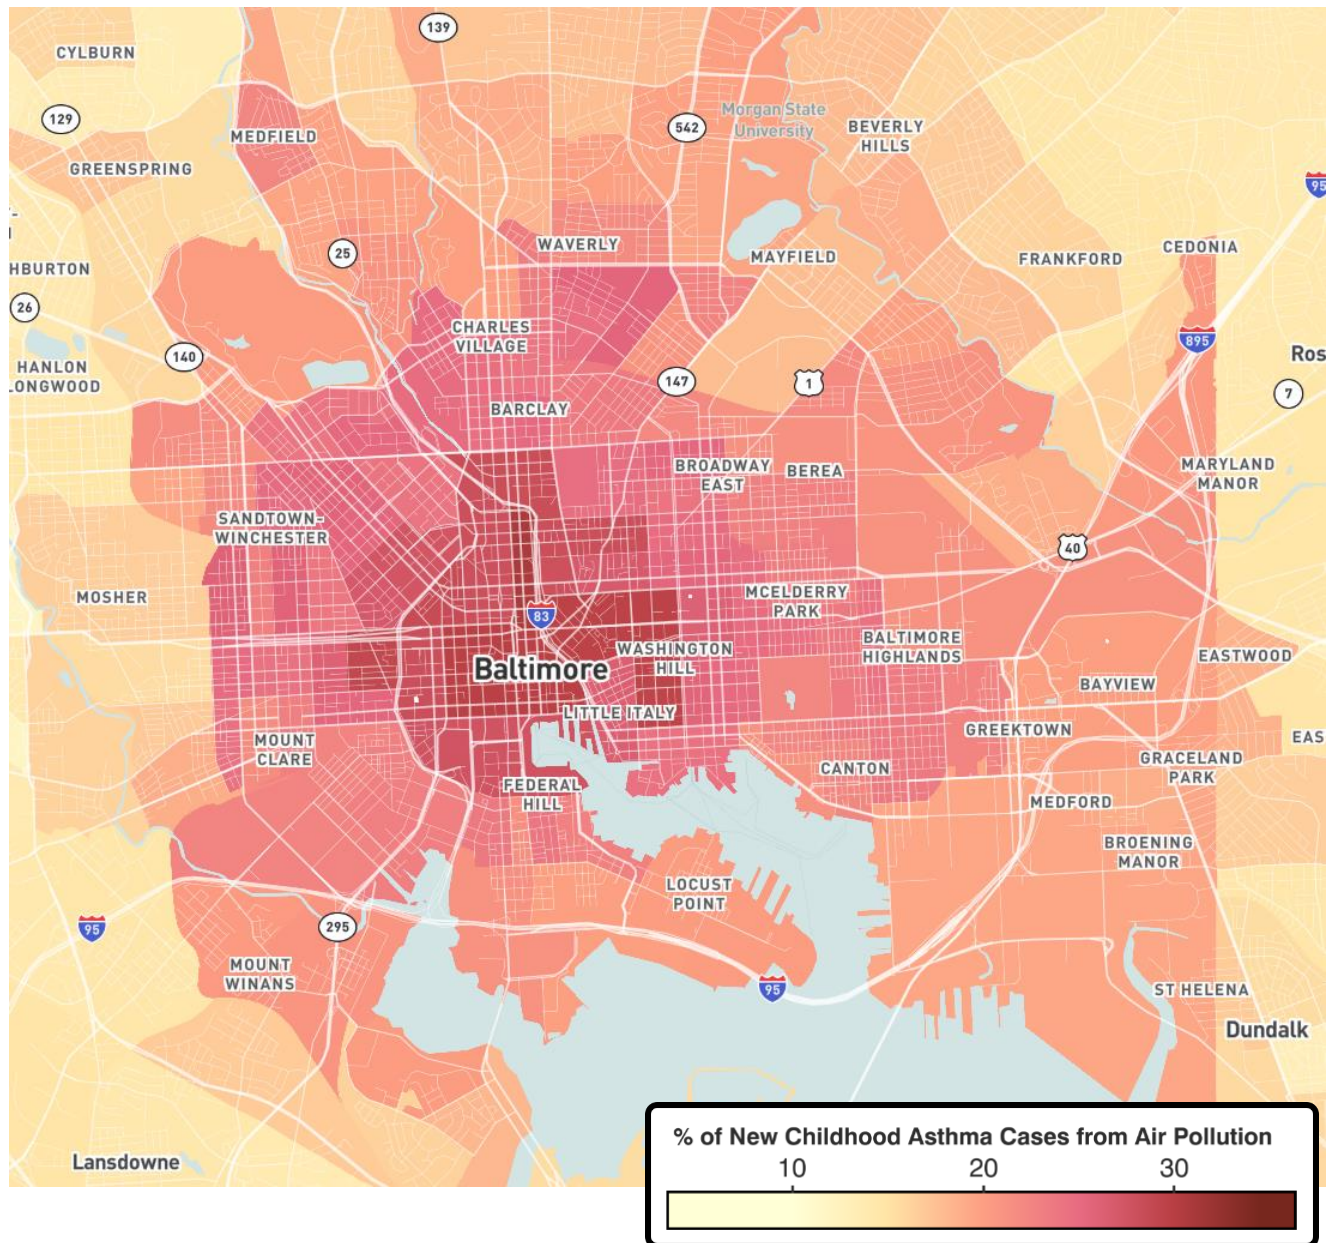 139
CYLBURN
129
MEDFIELD
542
Morgan State
University
BEVERLY
HILLS
GREENSPRING
95
25
WAVERLY
MAYFIELD
FRANKFORD
CEDONIA
HBURTON
26
CHARLES
VILLAGE
895
140
Ros
HANLON
LONGWOOD
147
1
7
BARCLAY
BROADWAY
EAST
BEREA
MARYLAND
MANOR
SANDTOWN-
WINCHESTER
40
MOSHER
MCELDERRY
PARK
83
WASHINGTON
HILL
BALTIMORE
HIGHLANDS
EASTWOOD
Baltimore
BAYVIEW
LITTLE ITALY
GREEKTOWN
EAS
MOUNT
CLARE
CANTON
GRACELAND
PARK
FEDERAL
HILL
MEDFORD
BROENING
MANOR
LOCUST
POINT
95
295
MOUNT
WINANS
95
ST HELENA
Dundalk
Lansdowne
% of New Childhood Asthma Cases from Air Pollution
10 20 30